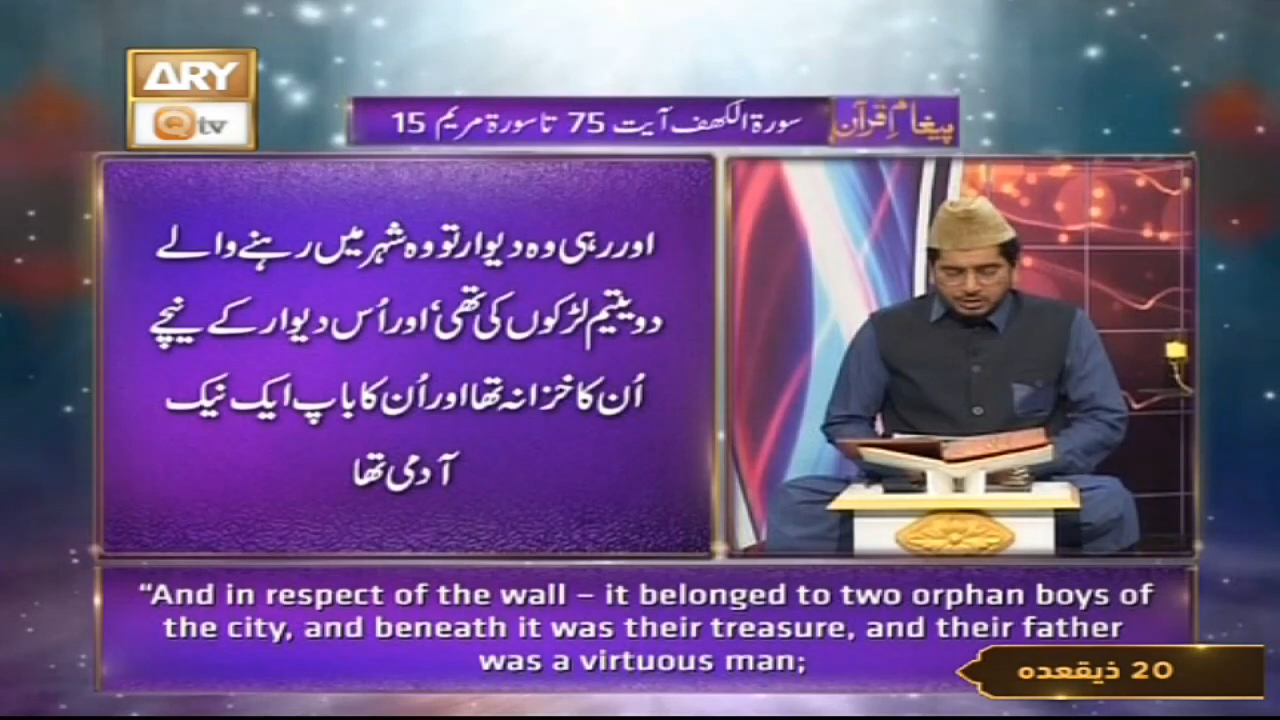 ARY
Qtv
پیغامِ قرآن
سورۃ الکھف آیت 75 تا سورۃ مریم 15
اور رہی وہ دیوار تو وہ شہر میں رہنے والے
دو یتیم لڑکوں کی تھی، اور اُس دیوار کے نیچے
اُن کا خزانہ تھا اور اُن کا باپ ایک نیک
آدمی تھا
“And in respect of the wall – it belonged to two orphan boys of
the city, and beneath it was their treasure, and their father
was a virtuous man;
20 ذیقعدہ